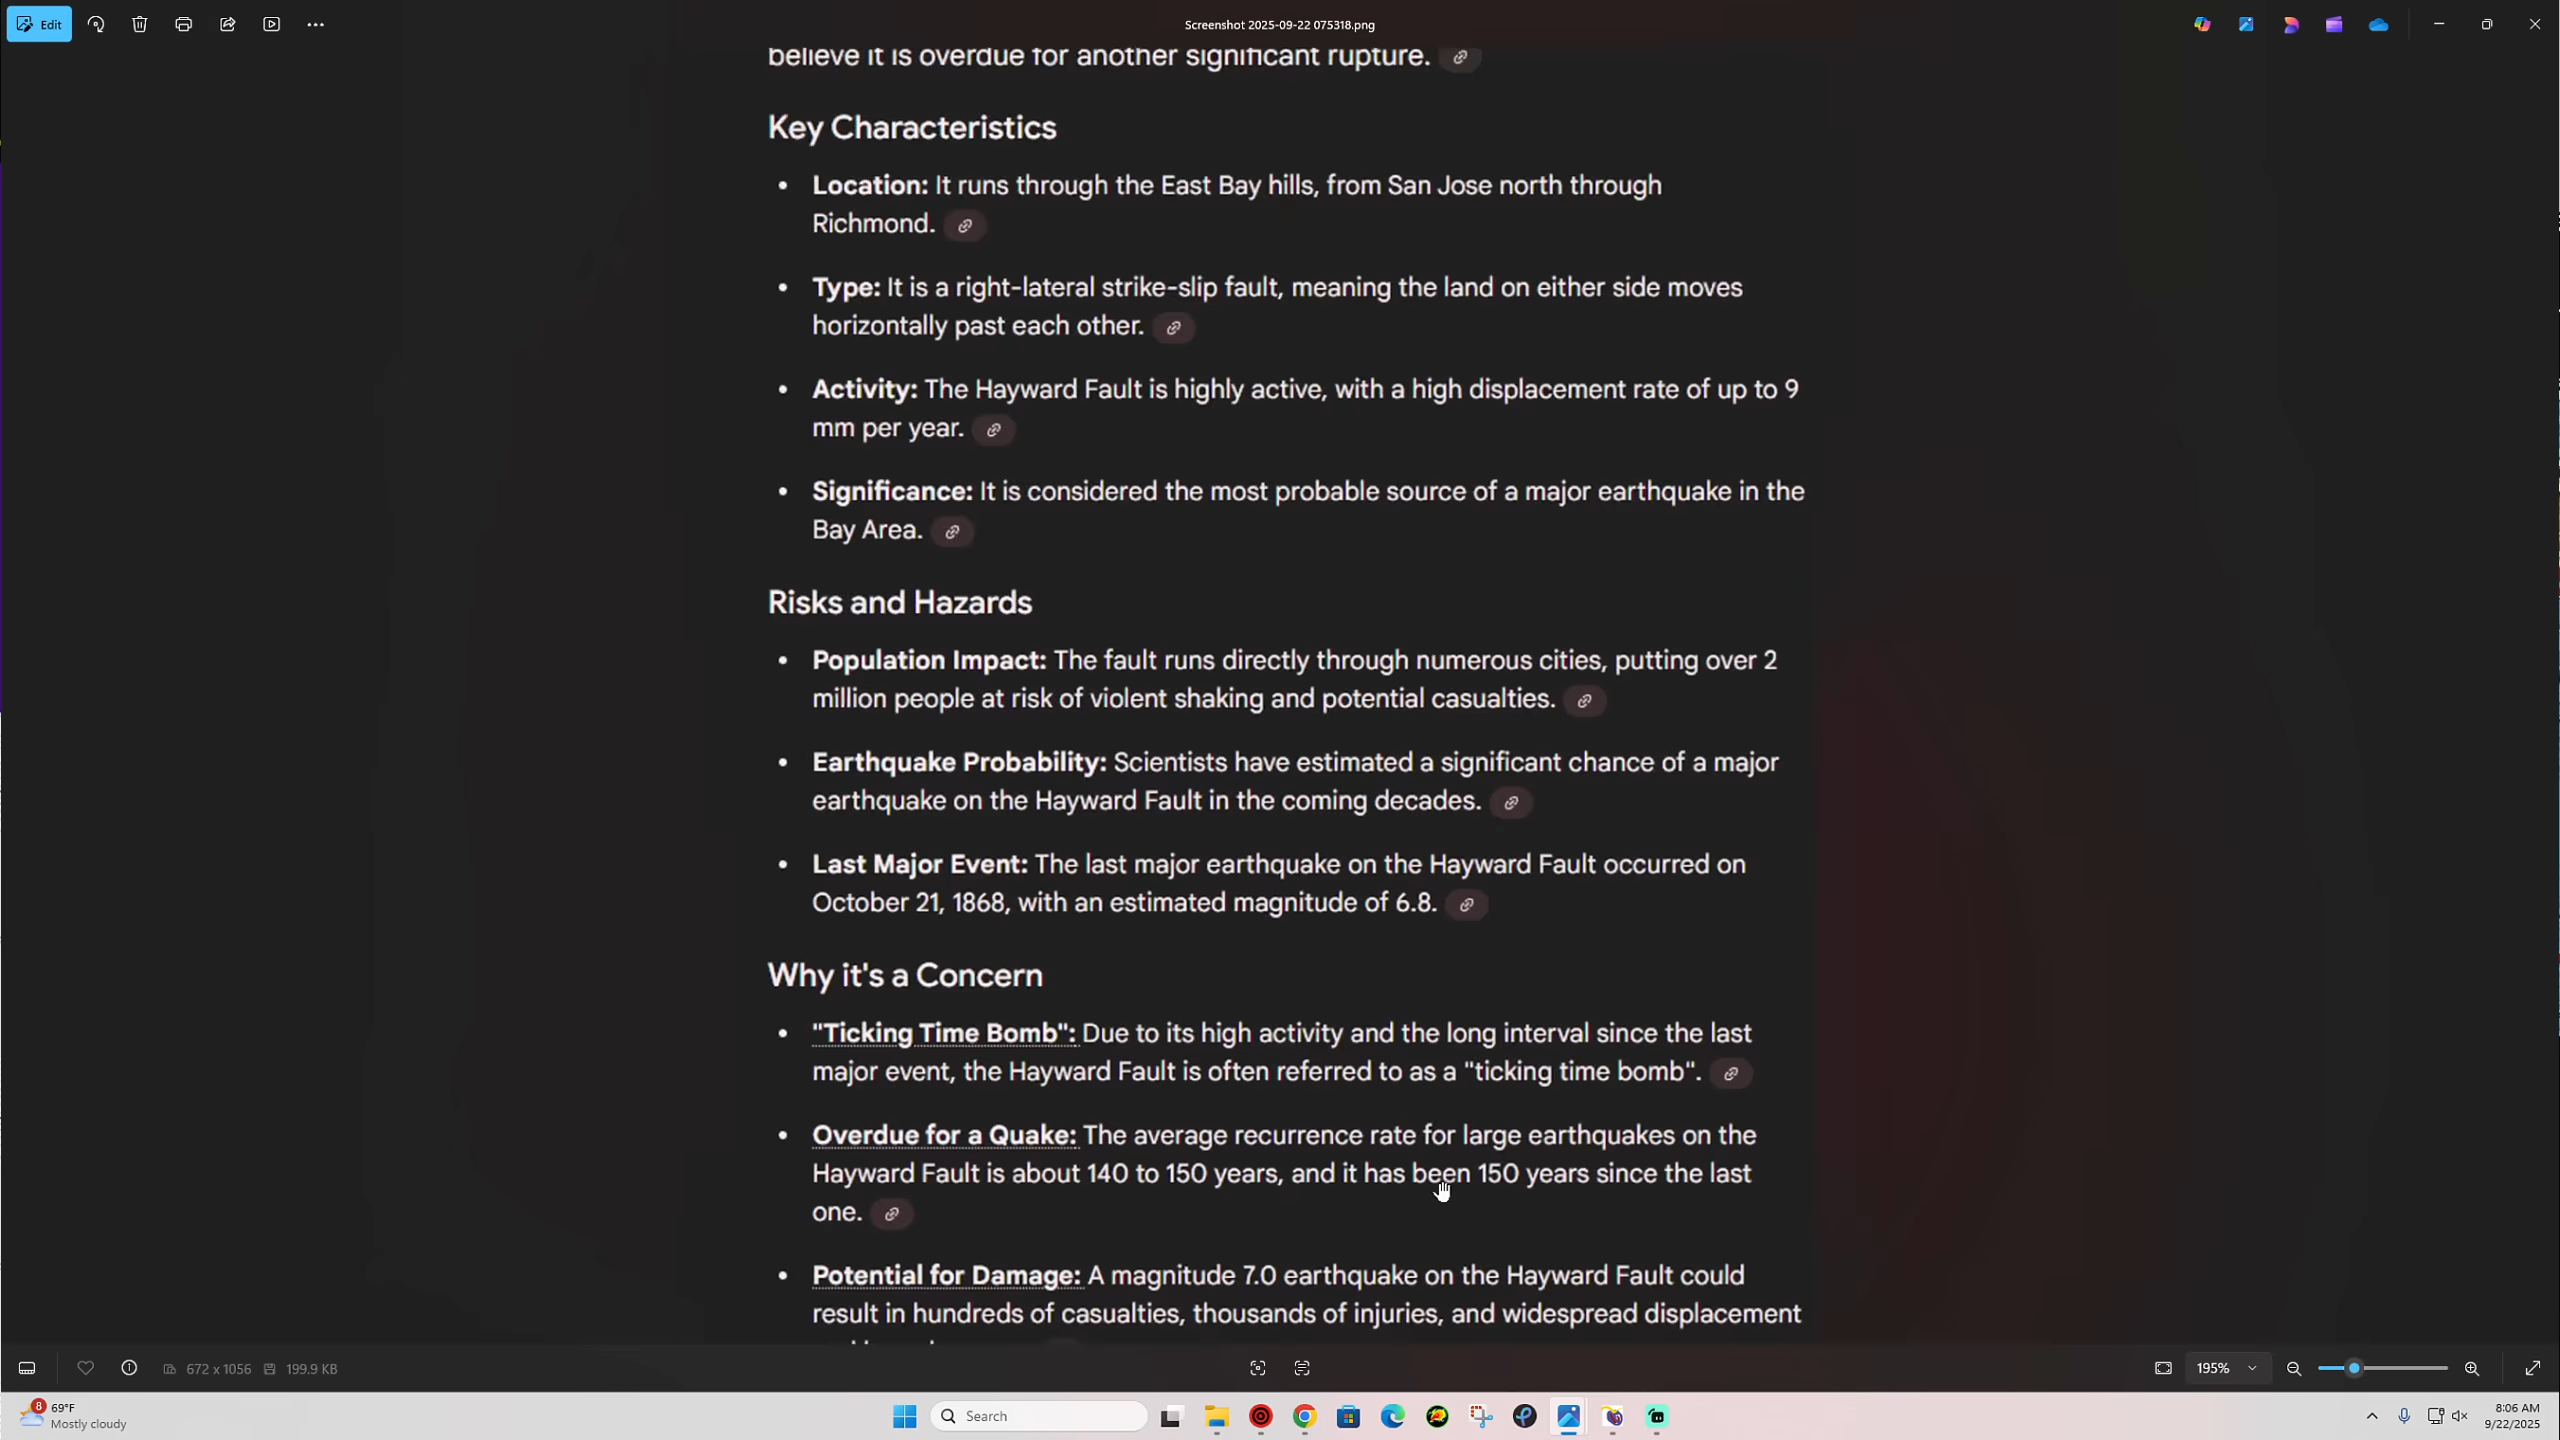 Edit
Screenshot 2025-09-22 075318.png
believe it is overdue for another significant rupture.
Key Characteristics
• Location: It runs through the East Bay hills, from San Jose north through
Richmond.
• Type: It is a right-lateral strike-slip fault, meaning the land on either side moves
horizontally past each other.
• Activity: The Hayward Fault is highly active, with a high displacement rate of up to 9
mm per year.
• Significance: It is considered the most probable source of a major earthquake in the
Bay Area.
Risks and Hazards
• Population Impact: The fault runs directly through numerous cities, putting over 2
million people at risk of violent shaking and potential casualties.
• Earthquake Probability: Scientists have estimated a significant chance of a major
earthquake on the Hayward Fault in the coming decades.
• Last Major Event: The last major earthquake on the Hayward Fault occurred on
October 21, 1868, with an estimated magnitude of 6.8.
Why it's a Concern
• "Ticking Time Bomb": Due to its high activity and the long interval since the last
major event, the Hayward Fault is often referred to as a "ticking time bomb".
• Overdue for a Quake: The average recurrence rate for large earthquakes on the
Hayward Fault is about 140 to 150 years, and it has been 150 years since the last
one.
• Potential for Damage: A magnitude 7.0 earthquake on the Hayward Fault could
result in hundreds of casualties, thousands of injuries, and widespread displacement
672 x 1056
199.9 KB
195%
8
69°F
Mostly cloudy
Search
8:06 AM
9/22/2025